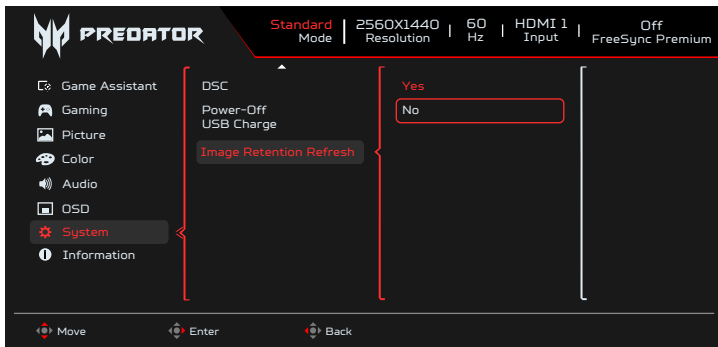 PREDATOR
Standard Mode
2560X1440 Resolution
60 Hz
HDMI 1 Input
Off FreeSync Premium
Game Assistant
Gaming
Picture
Color
Audio
OSD
System
Information
DSC
Power-Off
USB Charge
Image Retention Refresh
Yes
No
Move
Enter
Back